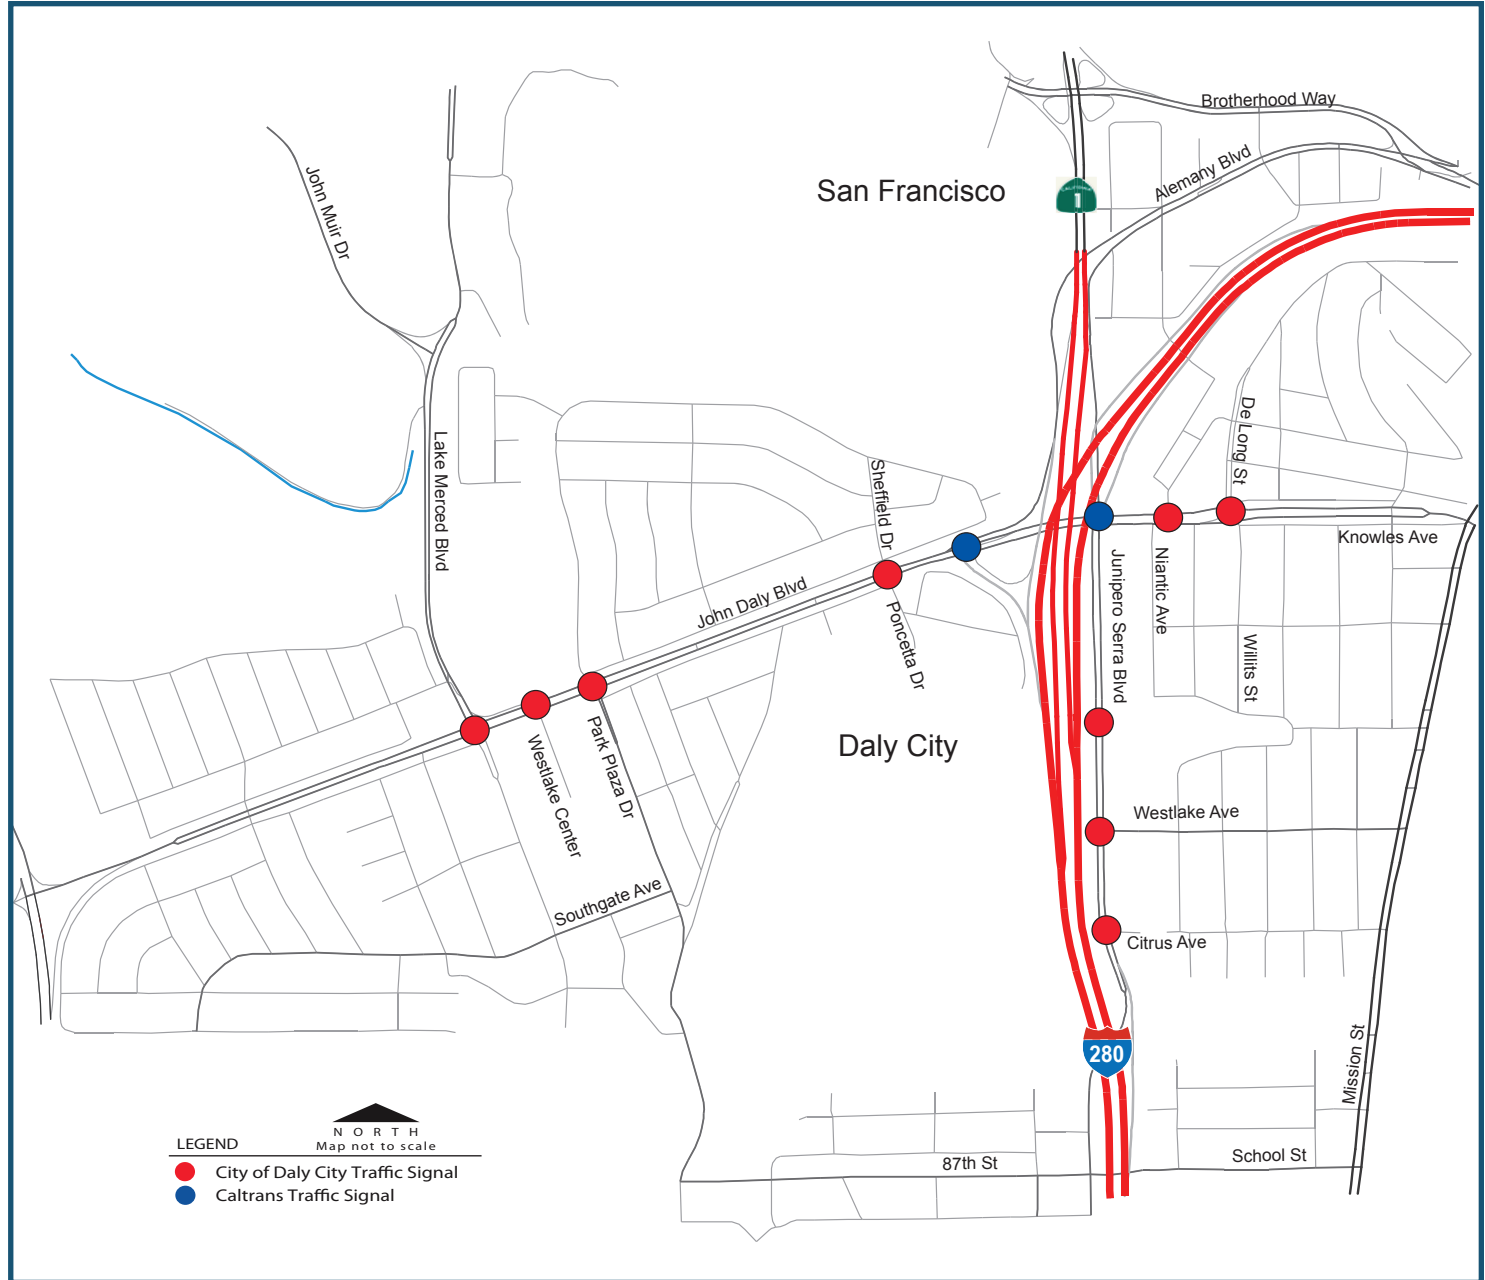 Brotherhood Way
Alemany Blvd
San Francisco
CALIFORNIA
1
John Muir Dr
Lake Merced Blvd
De Long St
Sheffield Dr
Knowles Ave
John Daly Blvd
Poncetta Dr
Junipero Serra Blvd
Niantic Ave
Willits St
Daly City
Park Plaza Dr
Westlake Center
Westlake Ave
Southgate Ave
Citrus Ave
280
Mission St
NORTH
Map not to scale
LEGEND
City of Daly City Traffic Signal
Caltrans Traffic Signal
87th St
School St